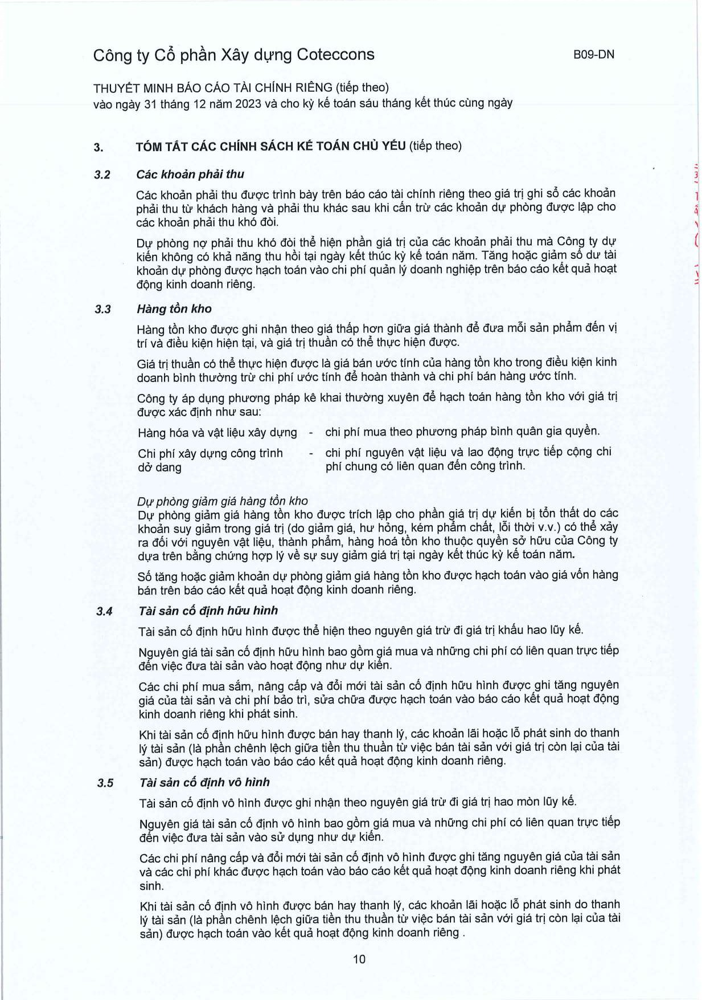 Công ty Cổ phần Xây dựng Coteccons
B09-DN
THUYẾT MINH BÁO CÁO TÀI CHÍNH RIÊNG (tiếp theo)
vào ngày 31 tháng 12 năm 2023 và cho kỳ kế toán sáu tháng kết thúc cùng ngày
3. TÓM TẮT CÁC CHÍNH SÁCH KẾ TOÁN CHỦ YẾU (tiếp theo)
3.2 Các khoản phải thu
Các khoản phải thu được trình bày trên báo cáo tài chính riêng theo giá trị ghi sổ các khoản
phải thu từ khách hàng và phải thu khác sau khi cấn trừ các khoản dự phòng được lập cho
các khoản phải thu khó đòi.
Dự phòng nợ phải thu khó đòi thể hiện phần giá trị của các khoản phải thu mà Công ty dự
kiến không có khả năng thu hồi tại ngày kết thúc kỳ kế toán năm. Tăng hoặc giảm số dư tài
khoản dự phòng được hạch toán vào chi phí quản lý doanh nghiệp trên báo cáo kết quả hoạt
động kinh doanh riêng.
3.3 Hàng tồn kho
Hàng tồn kho được ghi nhận theo giá thấp hơn giữa giá thành để đưa mỗi sản phẩm đến vị
trí và điều kiện hiện tại, và giá trị thuần có thể thực hiện được.
Giá trị thuần có thể thực hiện được là giá bán ước tính của hàng tồn kho trong điều kiện kinh
doanh bình thường trừ chi phí ước tính để hoàn thành và chi phí bán hàng ước tính.
Công ty áp dụng phương pháp kê khai thường xuyên để hạch toán hàng tồn kho với giá trị
được xác định như sau:
Hàng hóa và vật liệu xây dựng - chi phí mua theo phương pháp bình quân gia quyền.
Chi phí xây dựng công trình - chi phí nguyên vật liệu và lao động trực tiếp cộng chi
dở dang phí chung có liên quan đến công trình.
Dự phòng giảm giá hàng tồn kho
Dự phòng giảm giá hàng tồn kho được trích lập cho phần giá trị dự kiến bị tổn thất do các
khoản suy giảm trong giá trị (do giảm giá, hư hỏng, kém phẩm chất, lỗi thời v.v.) có thể xảy
ra đối với nguyên vật liệu, thành phẩm, hàng hoá tồn kho thuộc quyền sở hữu của Công ty
dựa trên bằng chứng hợp lý về sự suy giảm giá trị tại ngày kết thúc kỳ kế toán năm.
Số tăng hoặc giảm khoản dự phòng giảm giá hàng tồn kho được hạch toán vào giá vốn hàng
bán trên báo cáo kết quả hoạt động kinh doanh riêng.
3.4 Tài sản cố định hữu hình
Tài sản cố định hữu hình được thể hiện theo nguyên giá trừ đi giá trị khấu hao lũy kế.
Nguyên giá tài sản cố định hữu hình bao gồm giá mua và những chi phí có liên quan trực tiếp
đến việc đưa tài sản vào hoạt động như dự kiến.
Các chi phí mua sắm, nâng cấp và đổi mới tài sản cố định hữu hình được ghi tăng nguyên
giá của tài sản và chi phí bảo trì, sửa chữa được hạch toán vào báo cáo kết quả hoạt động
kinh doanh riêng khi phát sinh.
Khi tài sản cố định hữu hình được bán hay thanh lý, các khoản lãi hoặc lỗ phát sinh do thanh
lý tài sản (là phần chênh lệch giữa tiền thu thuần từ việc bán tài sản với giá trị còn lại của tài
sản) được hạch toán vào báo cáo kết quả hoạt động kinh doanh riêng.
3.5 Tài sản cố định vô hình
Tài sản cố định vô hình được ghi nhận theo nguyên giá trừ đi giá trị hao mòn lũy kế.
Nguyên giá tài sản cố định vô hình bao gồm giá mua và những chi phí có liên quan trực tiếp
đến việc đưa tài sản vào sử dụng như dự kiến.
Các chi phí nâng cấp và đổi mới tài sản cố định vô hình được ghi tăng nguyên giá của tài sản
và các chi phí khác được hạch toán vào báo cáo kết quả hoạt động kinh doanh riêng khi phát
sinh.
Khi tài sản cố định vô hình được bán hay thanh lý, các khoản lãi hoặc lỗ phát sinh do thanh
lý tài sản (là phần chênh lệch giữa tiền thu thuần từ việc bán tài sản với giá trị còn lại của tài
sản) được hạch toán vào kết quả hoạt động kinh doanh riêng .
10